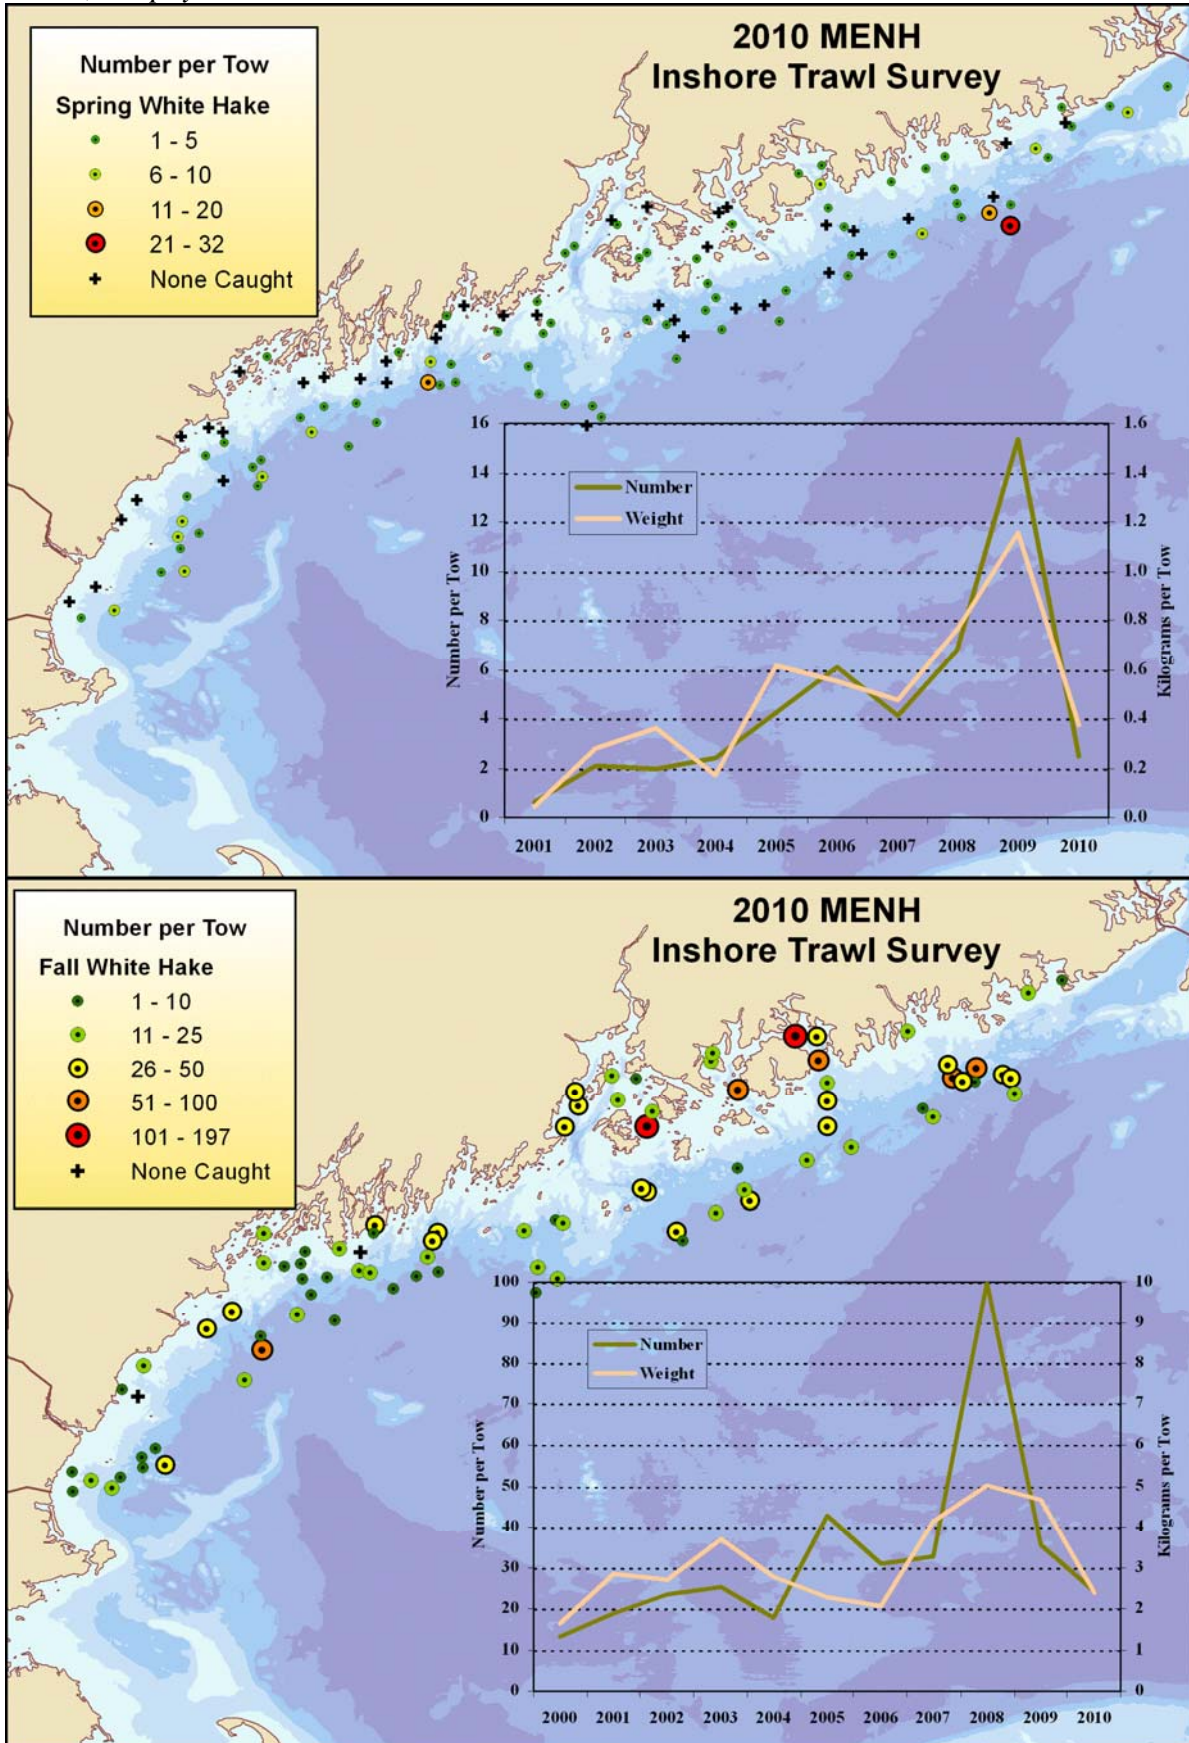 2010 MENH
Inshore Trawl Survey
Number per Tow
Spring White Hake
1 - 5
6 - 10
11 - 20
21 - 32
None Caught
16
14
12
10
8
6
4
2
0
Number per Tow
Number
Weight
1.6
1.4
1.2
1.0
0.8
0.6
0.4
0.2
0.0
Kilograms per Tow
2001 2002 2003 2004 2005 2006 2007 2008 2009 2010
2010 MENH
Inshore Trawl Survey
Number per Tow
Fall White Hake
1 - 10
11 - 25
26 - 50
51 - 100
101 - 197
None Caught
100
90
80
70
60
50
40
30
20
10
0
Number per Tow
Number
Weight
10
9
8
7
6
5
4
3
2
1
0
Kilograms per Tow
2000 2001 2002 2003 2004 2005 2006 2007 2008 2009 2010